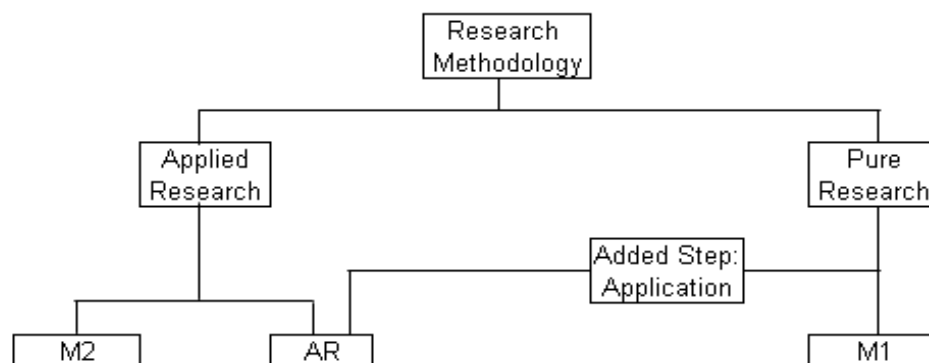 Research
Methodology
Applied
Research
Pure
Research
Added Step:
Application
M2
AR
M1